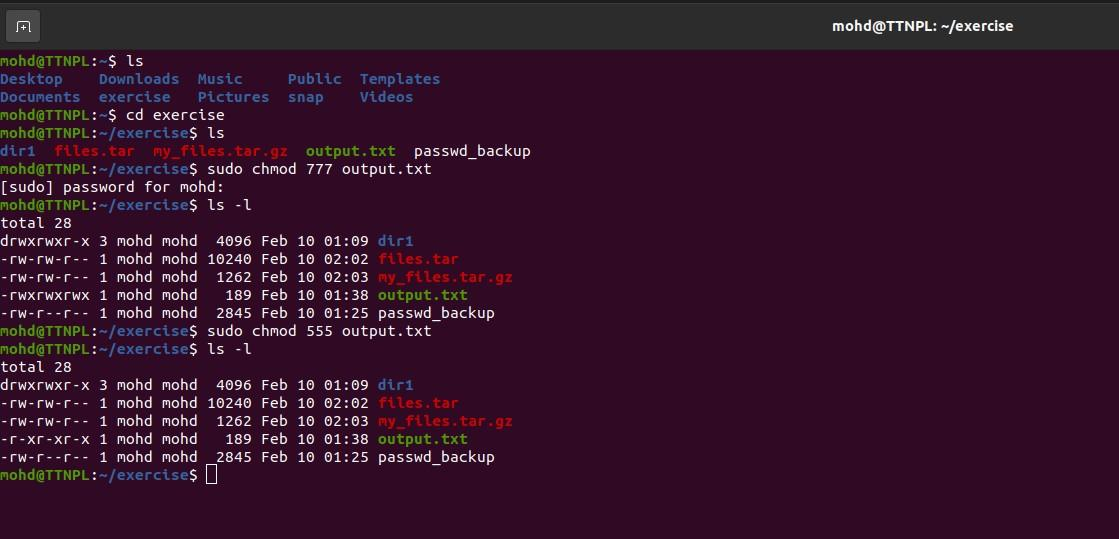 mohd@TTNPL: ~/exercise
mohd@TTNPL:~$ ls
Desktop    Downloads  Music     Public  Templates
Documents  exercise   Pictures  snap    Videos
mohd@TTNPL:~$ cd exercise
mohd@TTNPL:~/exercise$ ls
dir1  files.tar  my_files.tar.gz  output.txt  passwd_backup
mohd@TTNPL:~/exercise$ sudo chmod 777 output.txt
[sudo] password for mohd:
mohd@TTNPL:~/exercise$ ls -l
total 28
drwxrwxr-x 3 mohd mohd  4096 Feb 10 01:09 dir1
-rw-rw-r-- 1 mohd mohd 10240 Feb 10 02:02 files.tar
-rw-rw-r-- 1 mohd mohd  1262 Feb 10 02:03 my_files.tar.gz
-rwxrwxrwx 1 mohd mohd   189 Feb 10 01:38 output.txt
-rw-r--r-- 1 mohd mohd  2845 Feb 10 01:25 passwd_backup
mohd@TTNPL:~/exercise$ sudo chmod 555 output.txt
mohd@TTNPL:~/exercise$ ls -l
total 28
drwxrwxr-x 3 mohd mohd  4096 Feb 10 01:09 dir1
-rw-rw-r-- 1 mohd mohd 10240 Feb 10 02:02 files.tar
-rw-rw-r-- 1 mohd mohd  1262 Feb 10 02:03 my_files.tar.gz
-r-xr-xr-x 1 mohd mohd   189 Feb 10 01:38 output.txt
-rw-r--r-- 1 mohd mohd  2845 Feb 10 01:25 passwd_backup
mohd@TTNPL:~/exercise$